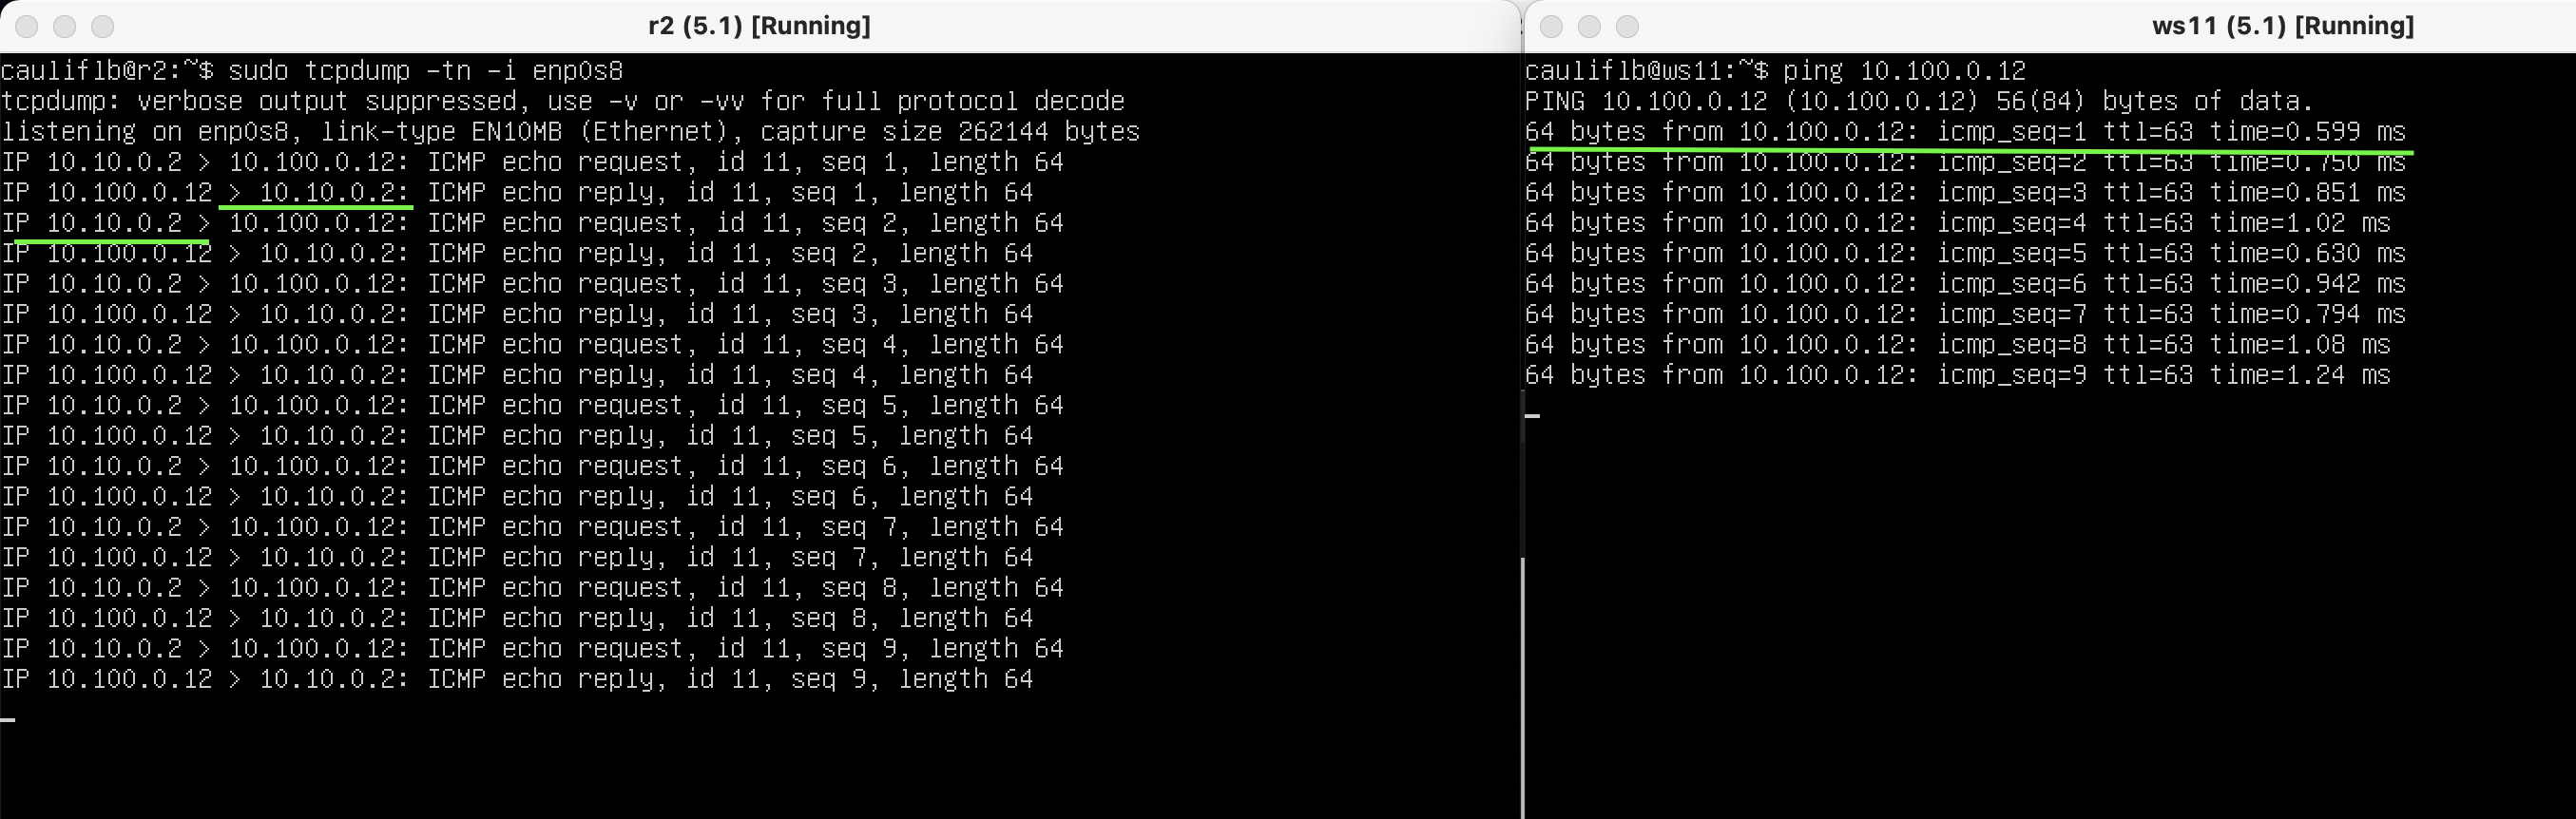 r2 (5.1) [Running]
cauliflb@r2:~$ sudo tcpdump -tn -i enp0s8
tcpdump: verbose output suppressed, use -v or -vv for full protocol decode
listening on enp0s8, link-type EN10MB (Ethernet), capture size 262144 bytes
IP 10.10.0.2 > 10.100.0.12: ICMP echo request, id 11, seq 1, length 64
IP 10.100.0.12 > 10.10.0.2: ICMP echo reply, id 11, seq 1, length 64
IP 10.10.0.2 > 10.100.0.12: ICMP echo request, id 11, seq 2, length 64
IP 10.100.0.12 > 10.10.0.2: ICMP echo reply, id 11, seq 2, length 64
IP 10.10.0.2 > 10.100.0.12: ICMP echo request, id 11, seq 3, length 64
IP 10.100.0.12 > 10.10.0.2: ICMP echo reply, id 11, seq 3, length 64
IP 10.10.0.2 > 10.100.0.12: ICMP echo request, id 11, seq 4, length 64
IP 10.100.0.12 > 10.10.0.2: ICMP echo reply, id 11, seq 4, length 64
IP 10.10.0.2 > 10.100.0.12: ICMP echo request, id 11, seq 5, length 64
IP 10.100.0.12 > 10.10.0.2: ICMP echo reply, id 11, seq 5, length 64
IP 10.10.0.2 > 10.100.0.12: ICMP echo request, id 11, seq 6, length 64
IP 10.100.0.12 > 10.10.0.2: ICMP echo reply, id 11, seq 6, length 64
IP 10.10.0.2 > 10.100.0.12: ICMP echo request, id 11, seq 7, length 64
IP 10.100.0.12 > 10.10.0.2: ICMP echo reply, id 11, seq 7, length 64
IP 10.10.0.2 > 10.100.0.12: ICMP echo request, id 11, seq 8, length 64
IP 10.100.0.12 > 10.10.0.2: ICMP echo reply, id 11, seq 8, length 64
IP 10.10.0.2 > 10.100.0.12: ICMP echo request, id 11, seq 9, length 64
IP 10.100.0.12 > 10.10.0.2: ICMP echo reply, id 11, seq 9, length 64
ws11 (5.1) [Running]
cauliflb@ws11:~$ ping 10.100.0.12
PING 10.100.0.12 (10.100.0.12) 56(84) bytes of data.
64 bytes from 10.100.0.12: icmp_seq=1 ttl=63 time=0.599 ms
64 bytes from 10.100.0.12: icmp_seq=2 ttl=63 time=0.750 ms
64 bytes from 10.100.0.12: icmp_seq=3 ttl=63 time=0.851 ms
64 bytes from 10.100.0.12: icmp_seq=4 ttl=63 time=1.02 ms
64 bytes from 10.100.0.12: icmp_seq=5 ttl=63 time=0.630 ms
64 bytes from 10.100.0.12: icmp_seq=6 ttl=63 time=0.942 ms
64 bytes from 10.100.0.12: icmp_seq=7 ttl=63 time=0.794 ms
64 bytes from 10.100.0.12: icmp_seq=8 ttl=63 time=1.08 ms
64 bytes from 10.100.0.12: icmp_seq=9 ttl=63 time=1.24 ms